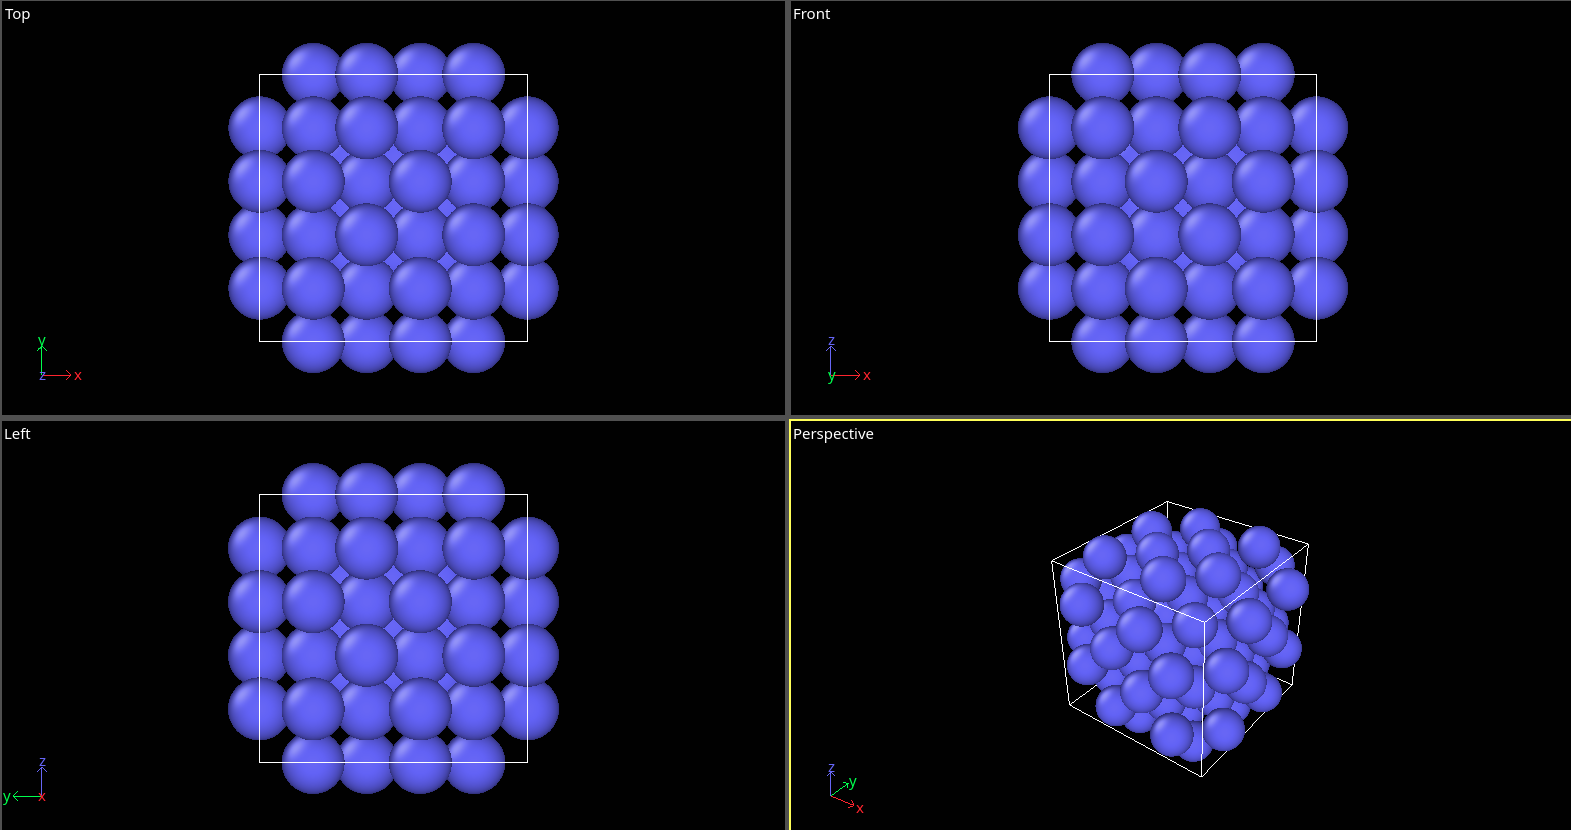 Top
Front
y
z x
z
y x
Left
Perspective
z
y x
z
y
x